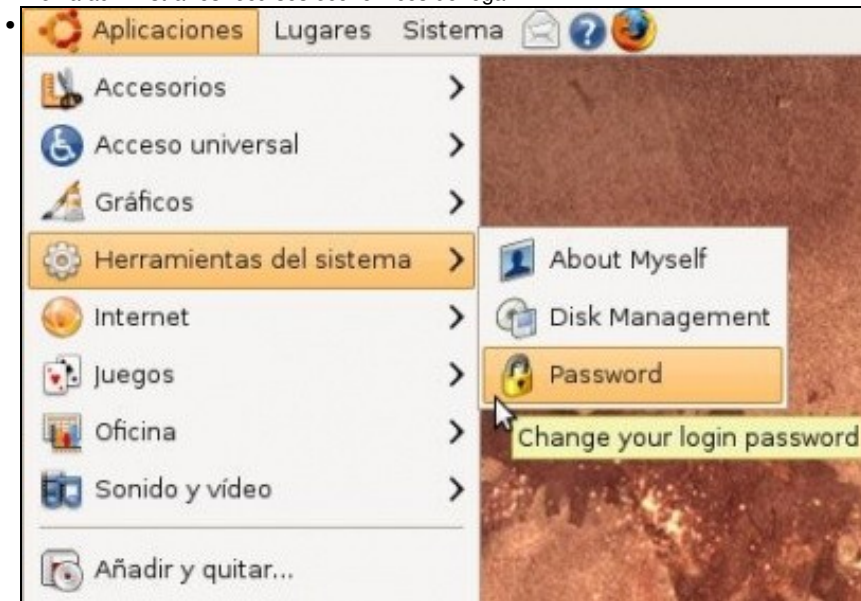 Aplicaciones Lugares Sistema
Accesorios
Acceso universal
Gráficos
Herramientas del sistema
About Myself
Internet
Disk Management
Juegos
Password
Oficina
Change your login password
Sonido y vídeo
Añadir y quitar...